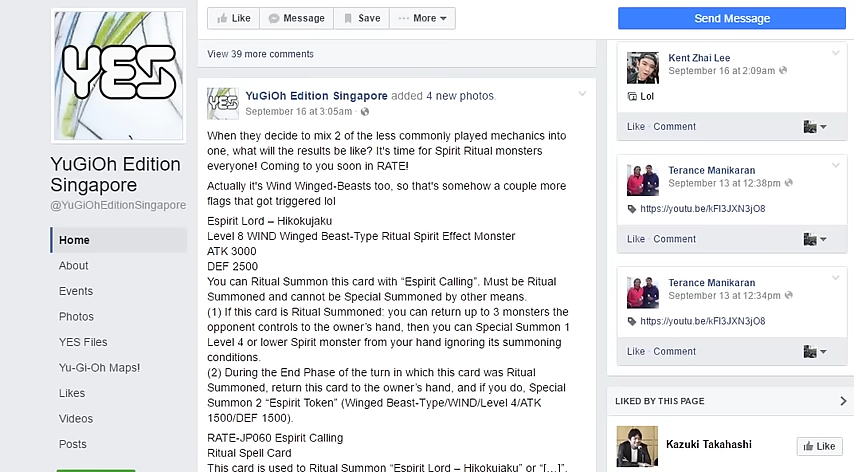 Like Message Save More
Send Message
YES
YuGiOh Edition
Singapore
@YuGiOhEditionSingapore
Home
About
Events
Photos
YES Files
Yu-Gi-Oh Maps!
Likes
Videos
Posts
View 39 more comments
YES
YuGiOh Edition Singapore added 4 new photos.
September 16 at 3:05am ·
When they decide to mix 2 of the less commonly played mechanics into
one, what will the results be like? It's time for Spirit Ritual monsters
everyone! Coming to you soon in RATE!
Actually it's Wind Winged-Beasts too, so that's somehow a couple more
flags that got triggered lol
Espirit Lord – Hikokujaku
Level 8 WIND Winged Beast-Type Ritual Spirit Effect Monster
ATK 3000
DEF 2500
You can Ritual Summon this card with “Espirit Calling”. Must be Ritual
Summoned and cannot be Special Summoned by other means.
(1) If this card is Ritual Summoned: you can return up to 3 monsters the
opponent controls to the owner’s hand, then you can Special Summon 1
Level 4 or lower Spirit monster from your hand ignoring its summoning
conditions.
(2) During the End Phase of the turn in which this card was Ritual
Summoned, return this card to the owner’s hand, and if you do, Special
Summon 2 “Espirit Token” (Winged Beast-Type/WIND/Level 4/ATK
1500/DEF 1500).
RATE-JP060 Espirit Calling
Ritual Spell Card
This card is used to Ritual Summon “Espirit Lord – Hikokujaku” or “[…]”.
Kent Zhai Lee
September 16 at 2:09am
Lol
Like · Comment
Terance Manikaran
September 13 at 12:38pm
https://youtu.be/kFI3JXN3jO8
Like · Comment
Terance Manikaran
September 13 at 12:34pm
https://youtu.be/kFI3JXN3jO8
Like · Comment
LIKED BY THIS PAGE
Kazuki Takahashi
Like